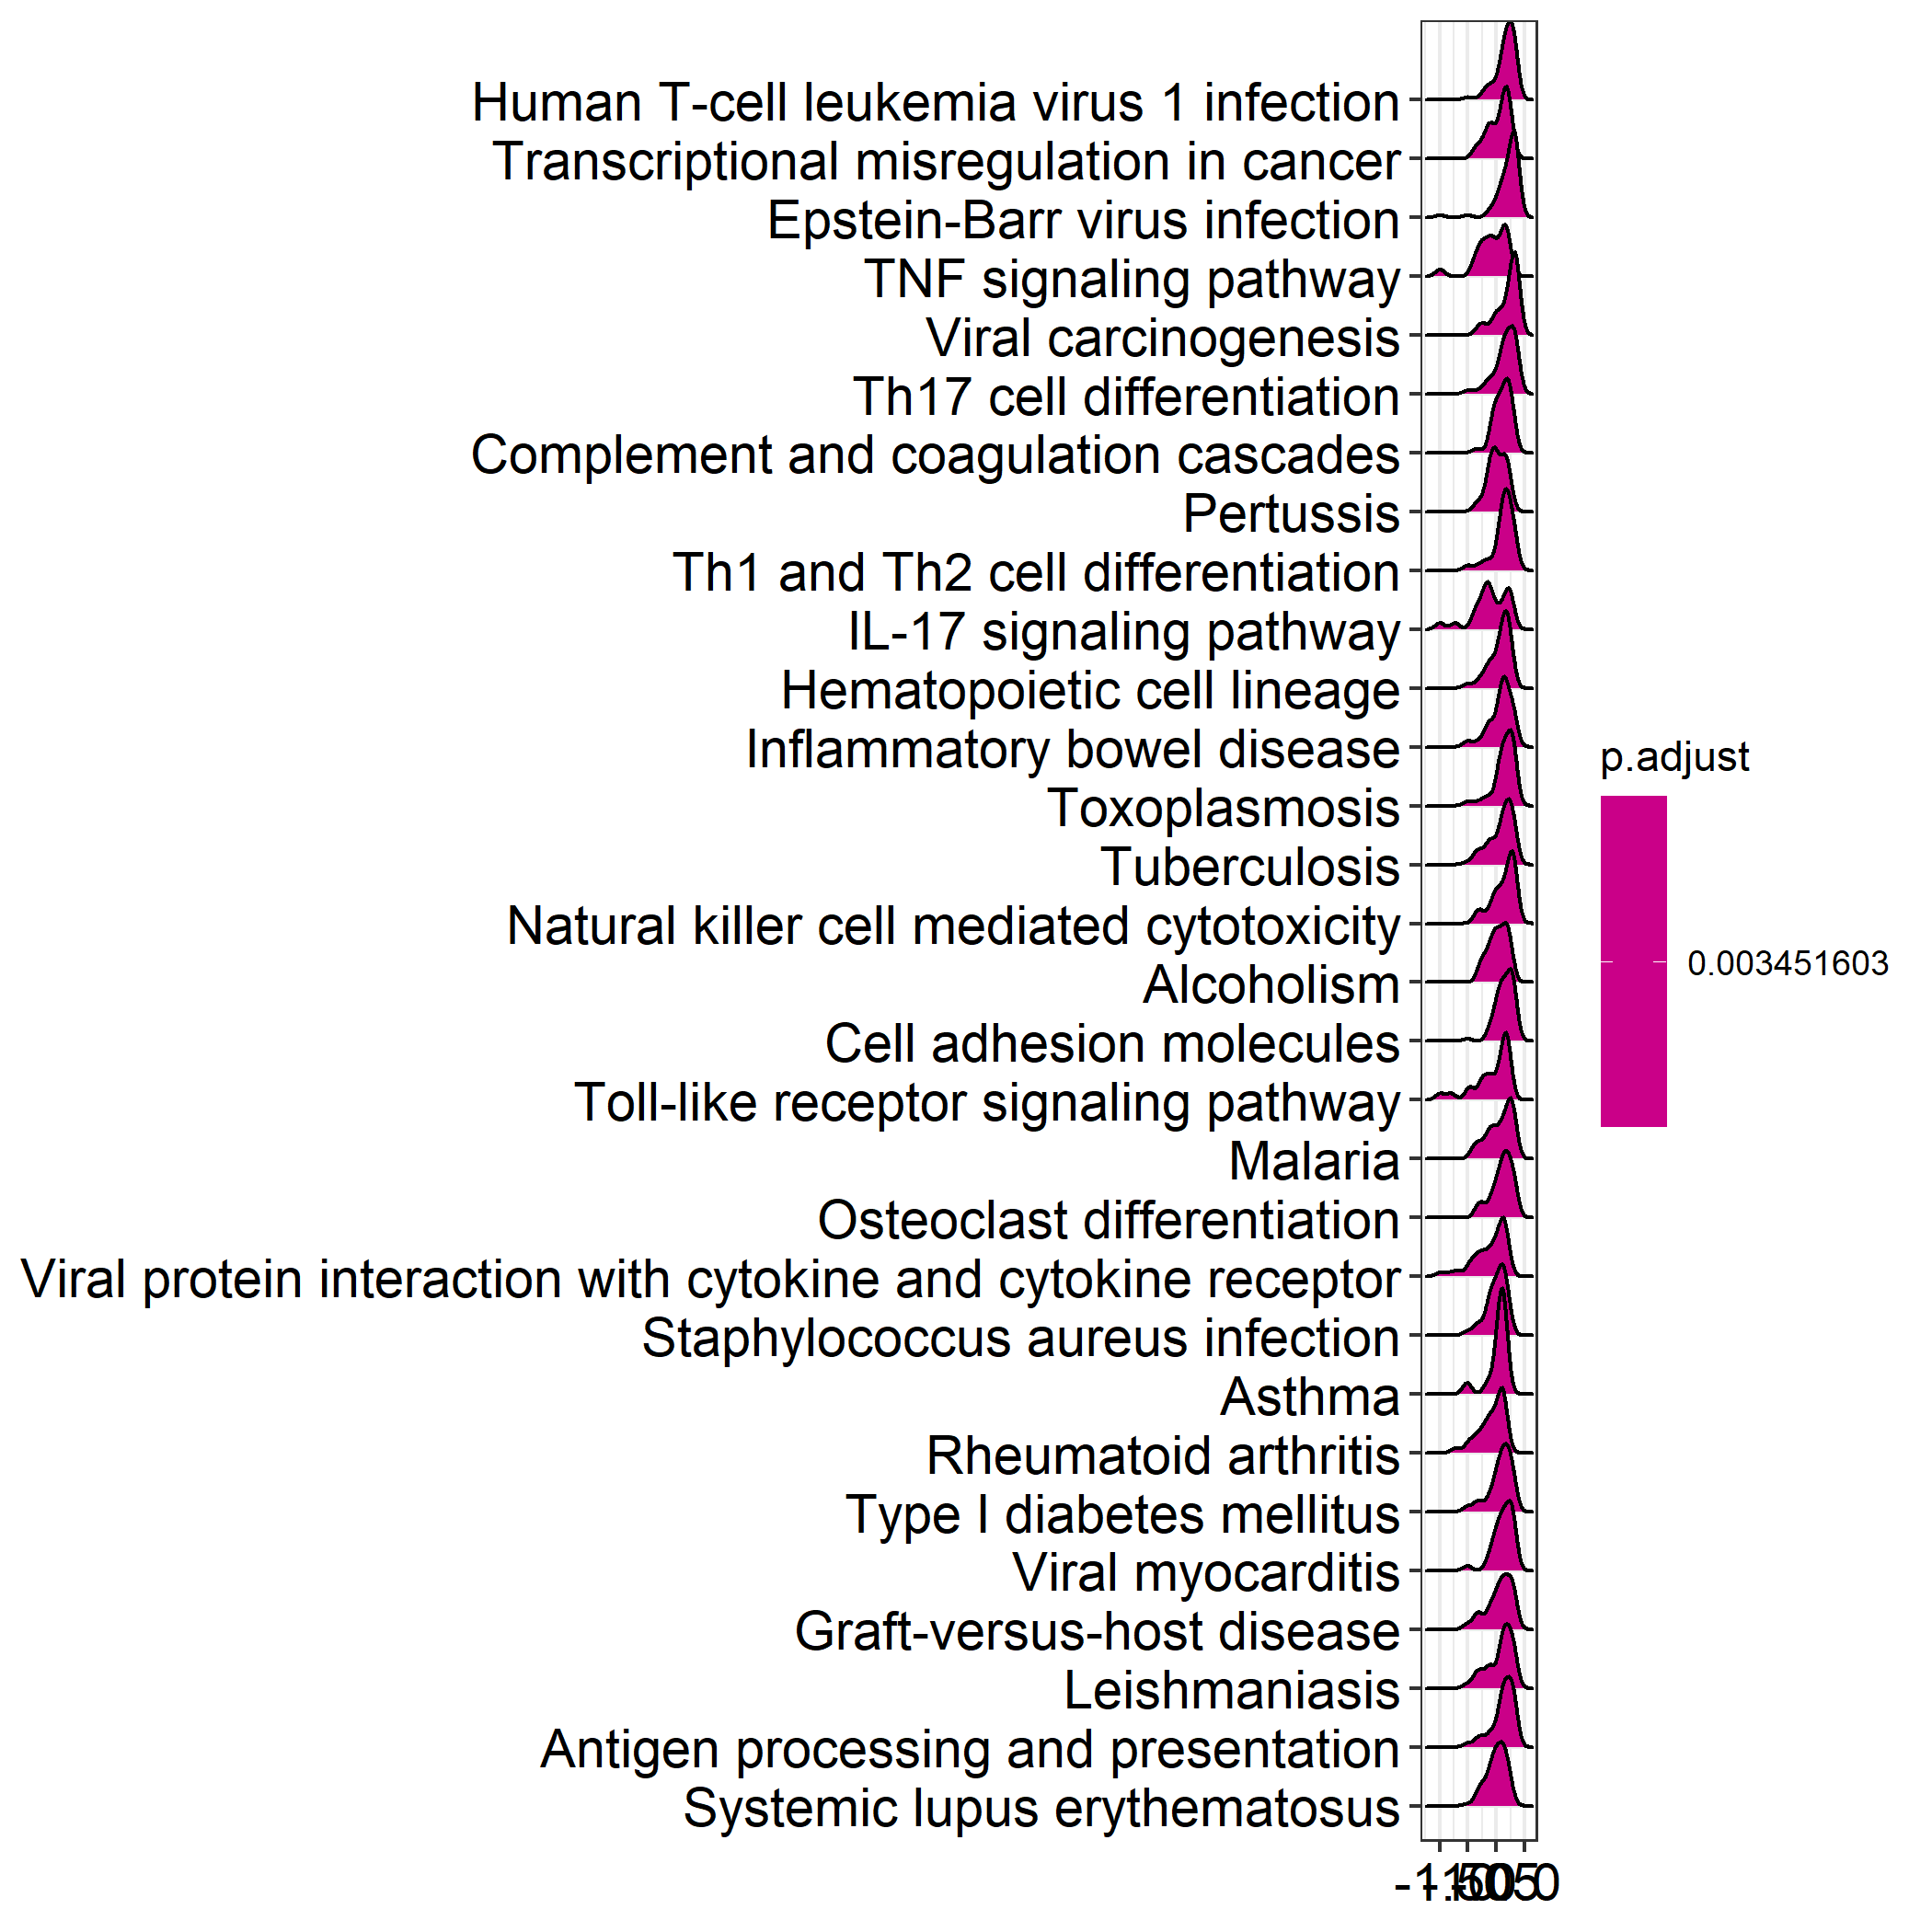 Human T-cell leukemia virus 1 infection
Transcriptional misregulation in cancer
Epstein-Barr virus infection
TNF signaling pathway
Viral carcinogenesis
Th17 cell differentiation
Complement and coagulation cascades
Pertussis
Th1 and Th2 cell differentiation
IL-17 signaling pathway
Hematopoietic cell lineage
Inflammatory bowel disease
Toxoplasmosis
Tuberculosis
Natural killer cell mediated cytotoxicity
Alcoholism
Cell adhesion molecules
Toll-like receptor signaling pathway
Malaria
Osteoclast differentiation
Viral protein interaction with cytokine and cytokine receptor
Staphylococcus aureus infection
Asthma
Rheumatoid arthritis
Type I diabetes mellitus
Viral myocarditis
Graft-versus-host disease
Leishmaniasis
Antigen processing and presentation
Systemic lupus erythematosus
p.adjust
0.003451603